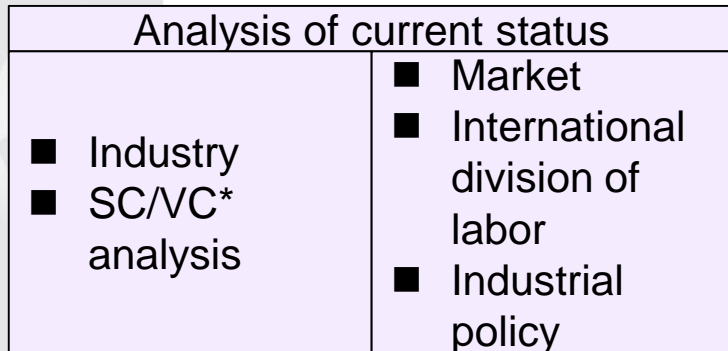 Analysis of current status
■ Industry
■ SC/VC*
analysis
■ Market
■ International
division of
labor
■ Industrial
policy